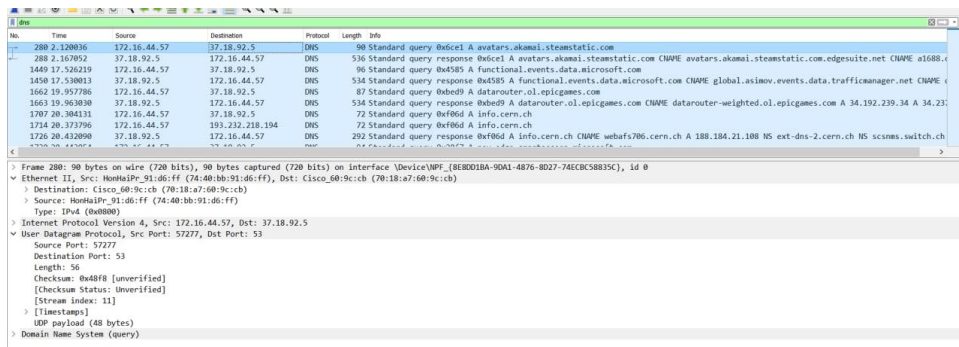 dns
No. Time Source Destination Protocol Length Info
280 2.120036 172.16.44.57 37.18.92.5 DNS 90 Standard query 0x6ce1 A avatars.akamai.steamstatic.com
288 2.167052 37.18.92.5 172.16.44.57 DNS 536 Standard query response 0x6ce1 A avatars.akamai.steamstatic.com CNAME avatars.akamai.steamstatic.com.edgesuite.net CNAME a1688.
1449 17.526219 172.16.44.57 37.18.92.5 DNS 96 Standard query 0x4585 A functional.events.data.microsoft.com
1450 17.530013 37.18.92.5 172.16.44.57 DNS 534 Standard query response 0x4585 A functional.events.data.microsoft.com CNAME global.asimov.events.data.trafficmanager.net CNAME
1662 19.957786 172.16.44.57 37.18.92.5 DNS 87 Standard query 0xbed9 A datarouter.ol.epicgames.com
1663 19.963030 37.18.92.5 172.16.44.57 DNS 534 Standard query response 0xbed9 A datarouter.ol.epicgames.com CNAME datarouter-weighted.ol.epicgames.com A 34.192.239.34 A 34.23
1707 20.304131 172.16.44.57 37.18.92.5 DNS 72 Standard query 0xf06d A info.cern.ch
1714 20.373796 172.16.44.57 193.232.218.194 DNS 72 Standard query 0xf06d A info.cern.ch
1726 20.432090 37.18.92.5 172.16.44.57 DNS 292 Standard query response 0xf06d A info.cern.ch CNAME webafs706.cern.ch A 188.184.21.108 NS ext-dns-2.cern.ch NS scsnms.switch.ch
Frame 280: 90 bytes on wire (720 bits), 90 bytes captured (720 bits) on interface \Device\NPF_{8E8DD1BA-9DA1-4876-8D27-74ECBC58835C}, id 0
Ethernet II, Src: HonHaiPr_91:d6:ff (74:40:bb:91:d6:ff), Dst: Cisco_60:9c:cb (70:18:a7:60:9c:cb)
Destination: Cisco_60:9c:cb (70:18:a7:60:9c:cb)
Source: HonHaiPr_91:d6:ff (74:40:bb:91:d6:ff)
Type: IPv4 (0x0800)
Internet Protocol Version 4, Src: 172.16.44.57, Dst: 37.18.92.5
User Datagram Protocol, Src Port: 57277, Dst Port: 53
Source Port: 57277
Destination Port: 53
Length: 56
Checksum: 0x48f8 [unverified]
[Checksum Status: Unverified]
[Stream index: 11]
[Timestamps]
UDP payload (48 bytes)
Domain Name System (query)